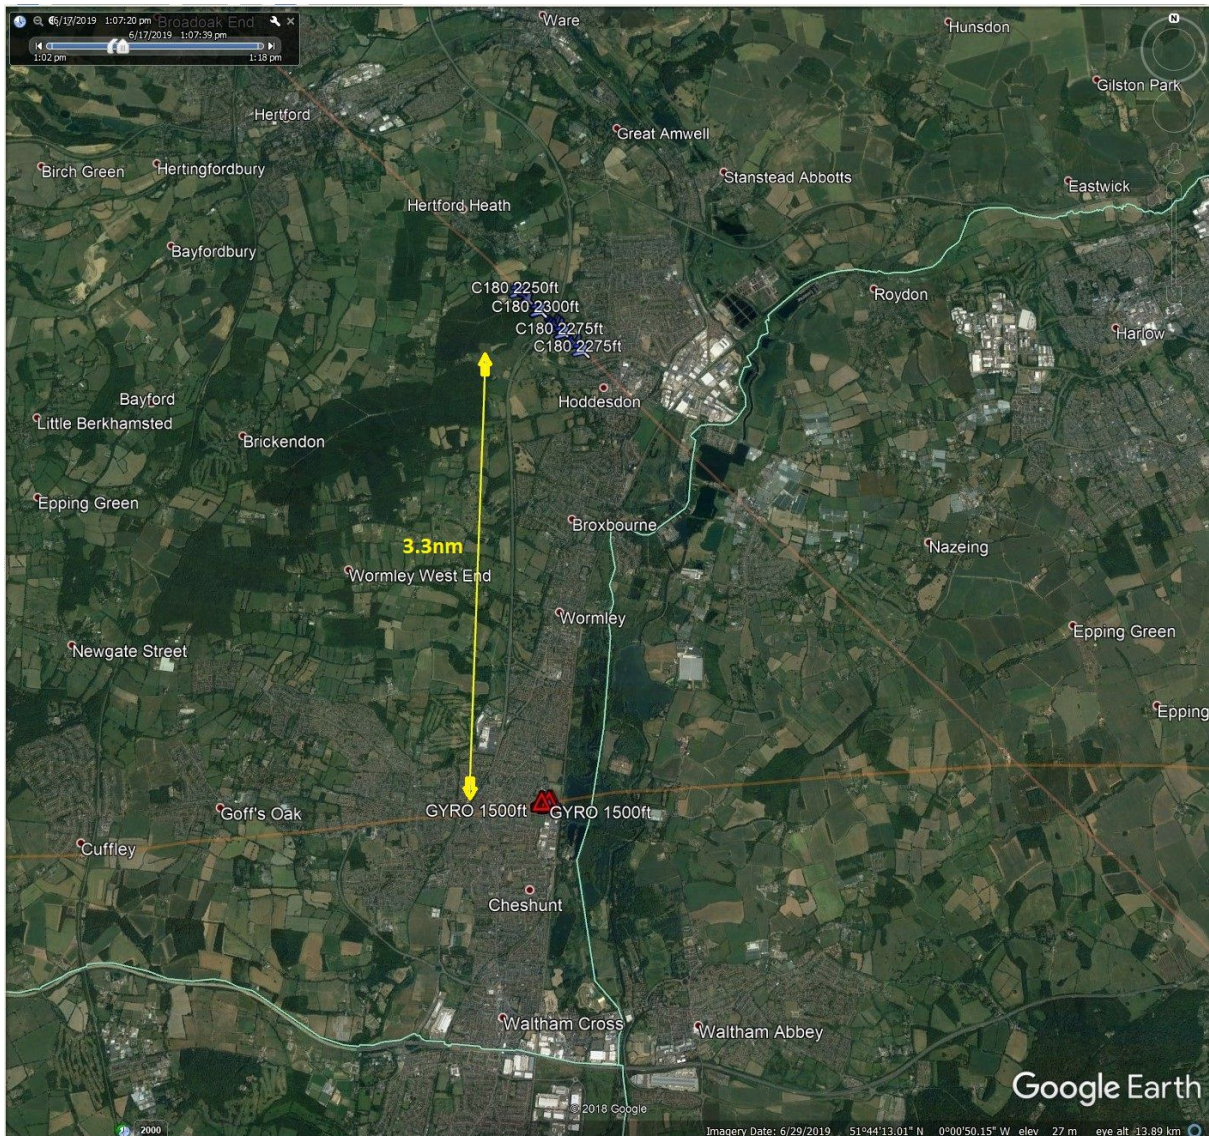 6/17/2019 1:07:20 pm
Broadoak End
6/17/2019 1:07:39 pm
1:02 pm
1:18 pm
Ware
Hunsdon
N
Gilston Park
Hertford
Great Amwell
Birch Green
Hertingfordbury
Stanstead Abbotts
Eastwick
Hertford Heath
Bayfordbury
C180 2250ft
Roydon
C180 2300ft
C180 2275ft
Harlow
C180 2275ft
Bayford
Hoddesdon
Little Berkhamsted
Brickendon
Epping Green
Broxbourne
3.3nm
Nazeing
Wormley West End
Wormley
Epping Green
Newgate Street
Epping
GYRO 1500ft
GYRO 1500ft
Goff's Oak
Cuffley
Cheshunt
Waltham Cross
Waltham Abbey
Google Earth
© 2018 Google
2000
Imagery Date: 6/29/2019 51°44'13.01" N 0°00'50.15" W elev 27 m eye alt 13.89 km